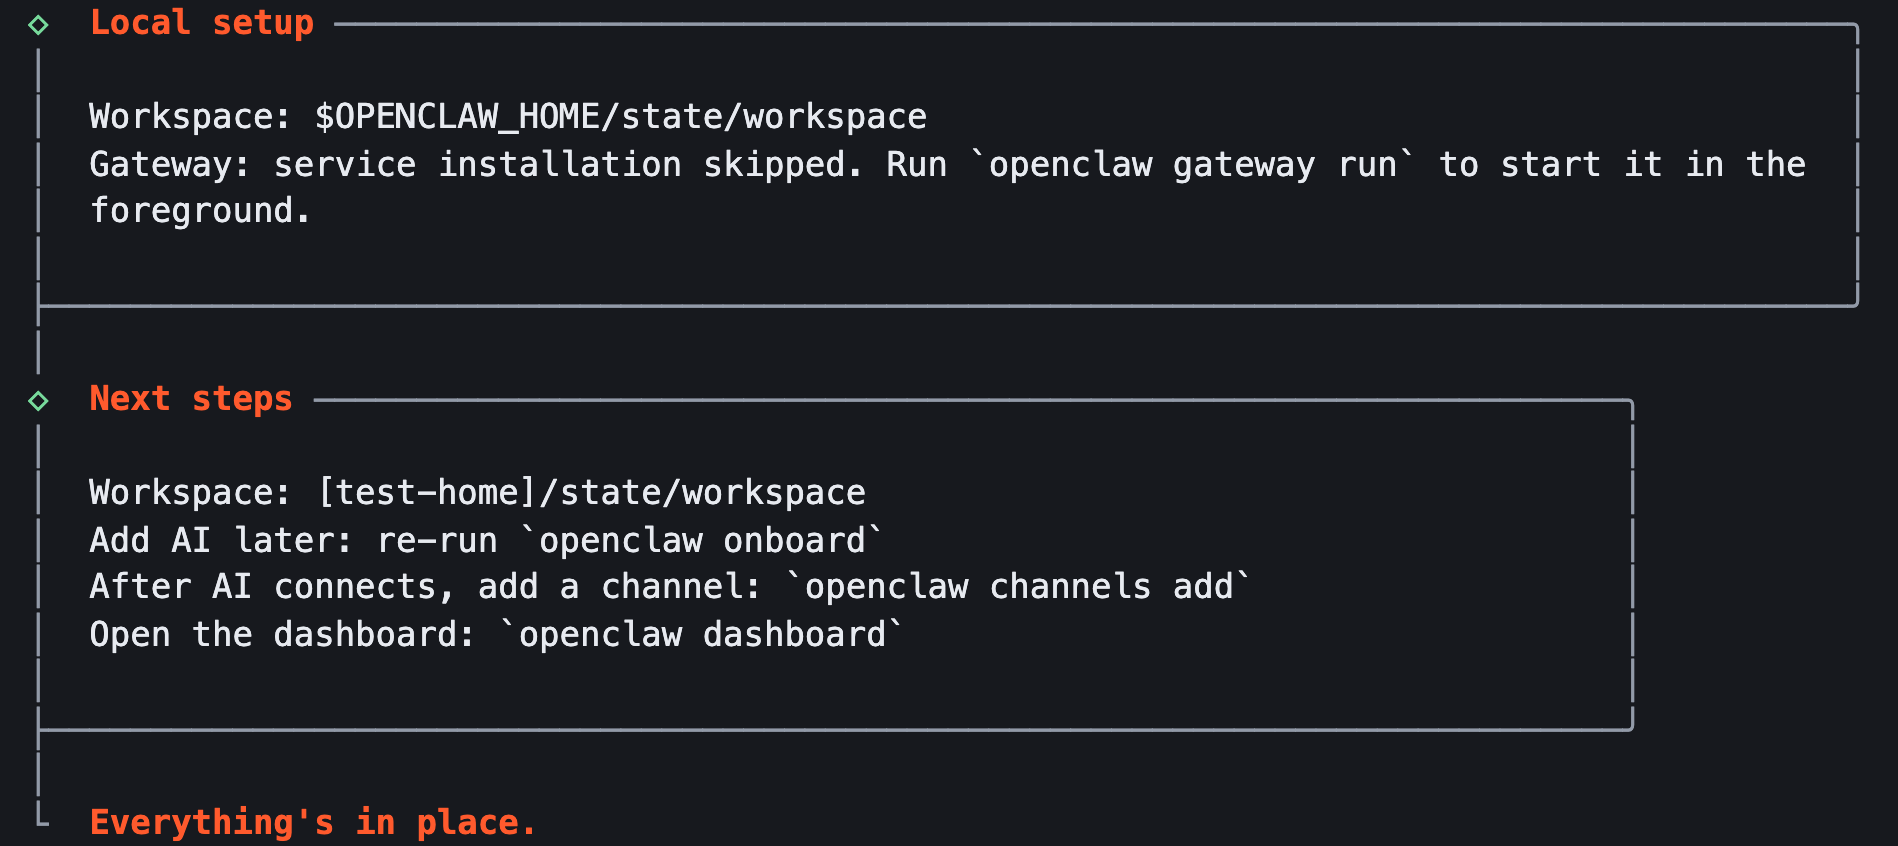 Local setup
Workspace: $OPENCLAW_HOME/state/workspace
Gateway: service installation skipped. Run `openclaw gateway run` to start it in the
foreground.
Next steps
Workspace: [test-home]/state/workspace
Add AI later: re-run `openclaw onboard`
After AI connects, add a channel: `openclaw channels add`
Open the dashboard: `openclaw dashboard`
Everything's in place.